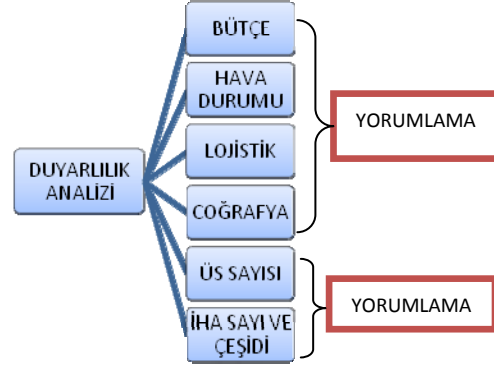 BÜTÇE
HAVA
DURUMU
LOJİSTİK
COĞRAFYA
ÜS SAYISI
İHA SAYI VE
ÇEŞİDİ
DUYARLILIK
ANALİZİ
YORUMLAMA
YORUMLAMA